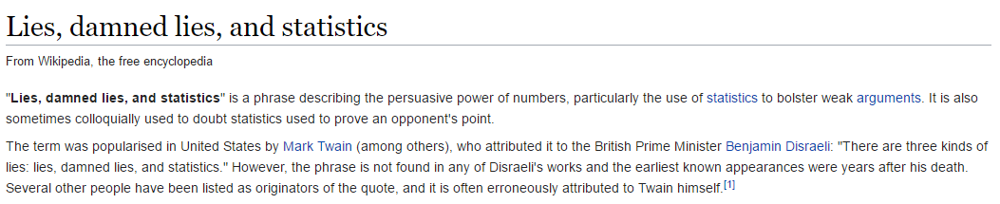 Lies, damned lies, and statistics
From Wikipedia, the free encyclopedia
"Lies, damned lies, and statistics" is a phrase describing the persuasive power of numbers, particularly the use of statistics to bolster weak arguments. It is also
sometimes colloquially used to doubt statistics used to prove an opponent's point.
The term was popularised in United States by Mark Twain (among others), who attributed it to the British Prime Minister Benjamin Disraeli: "There are three kinds of
lies: lies, damned lies, and statistics." However, the phrase is not found in any of Disraeli's works and the earliest known appearances were years after his death.
Several other people have been listed as originators of the quote, and it is often erroneously attributed to Twain himself.[1]